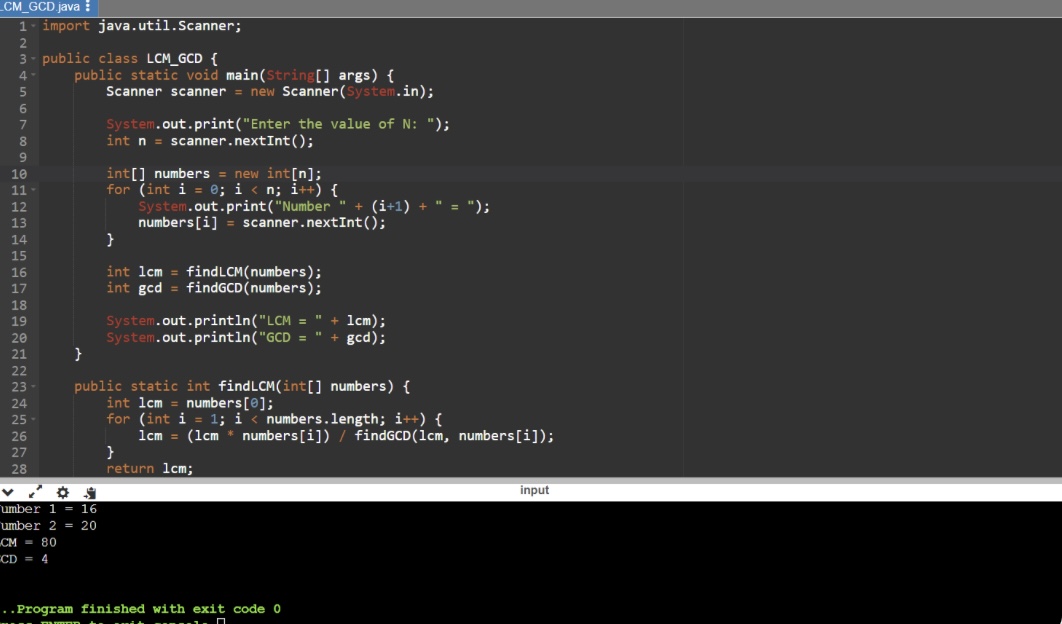 LCM_GCD.java
1 import java.util.Scanner;
2
3 public class LCM_GCD {
4 public static void main(String[] args) {
5 Scanner scanner = new Scanner(System.in);
6
7 System.out.print("Enter the value of N: ");
8 int n = scanner.nextInt();
9
10 int[] numbers = new int[n];
11 for (int i = 0; i < n; i++) {
12 System.out.print("Number " + (i+1) + " = ");
13 numbers[i] = scanner.nextInt();
14 }
15
16 int lcm = findLCM(numbers);
17 int gcd = findGCD(numbers);
18
19 System.out.println("LCM = " + lcm);
20 System.out.println("GCD = " + gcd);
21 }
22
23 public static int findLCM(int[] numbers) {
24 int lcm = numbers[0];
25 for (int i = 1; i < numbers.length; i++) {
26 lcm = (lcm * numbers[i]) / findGCD(lcm, numbers[i]);
27 }
28 return lcm;
input
umber 1 = 16
umber 2 = 20
CM = 80
CD = 4
..Program finished with exit code 0